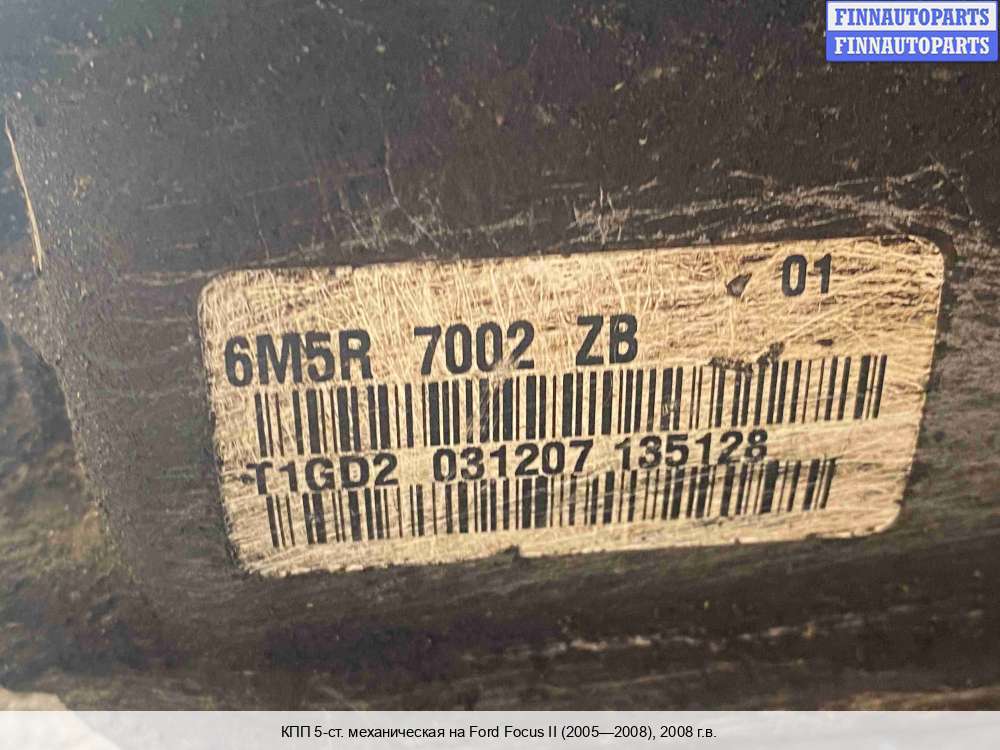 FINNAUTOPARTS
FINNAUTOPARTS
01
6M5R 7002 ZB
T1GD2 031207 135128
КПП 5-ст. механическая на Ford Focus II (2005—2008), 2008 г.в.